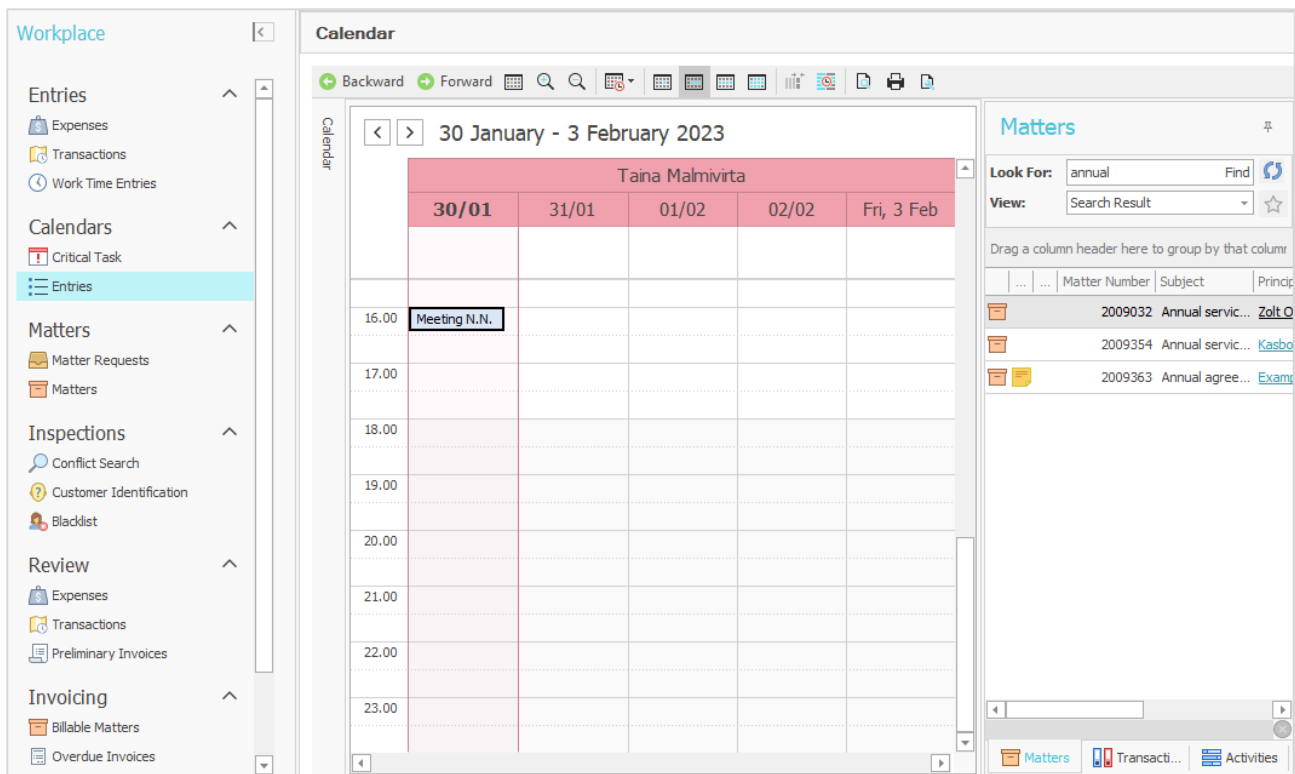 Workplace
Entries
Expenses
Transactions
Work Time Entries
Calendars
Critical Task
Entries
Matters
Matter Requests
Matters
Inspections
Conflict Search
Customer Identification
Blacklist
Review
Expenses
Transactions
Preliminary Invoices
Invoicing
Billable Matters
Overdue Invoices
Calendar
Backward Forward
Calendar
30 January - 3 February 2023
Taina Malmivirta
30/01 31/01 01/02 02/02 Fri, 3 Feb
16.00 Meeting N.N.
17.00
18.00
19.00
20.00
21.00
22.00
23.00
Matters
Look For: annual Find
View: Search Result
Drag a column header here to group by that column
... ... Matter Number Subject Princip
2009032 Annual servic... Zolt O
2009354 Annual servic... Kasbo
2009363 Annual agree... Examp
Matters Transacti... Activities